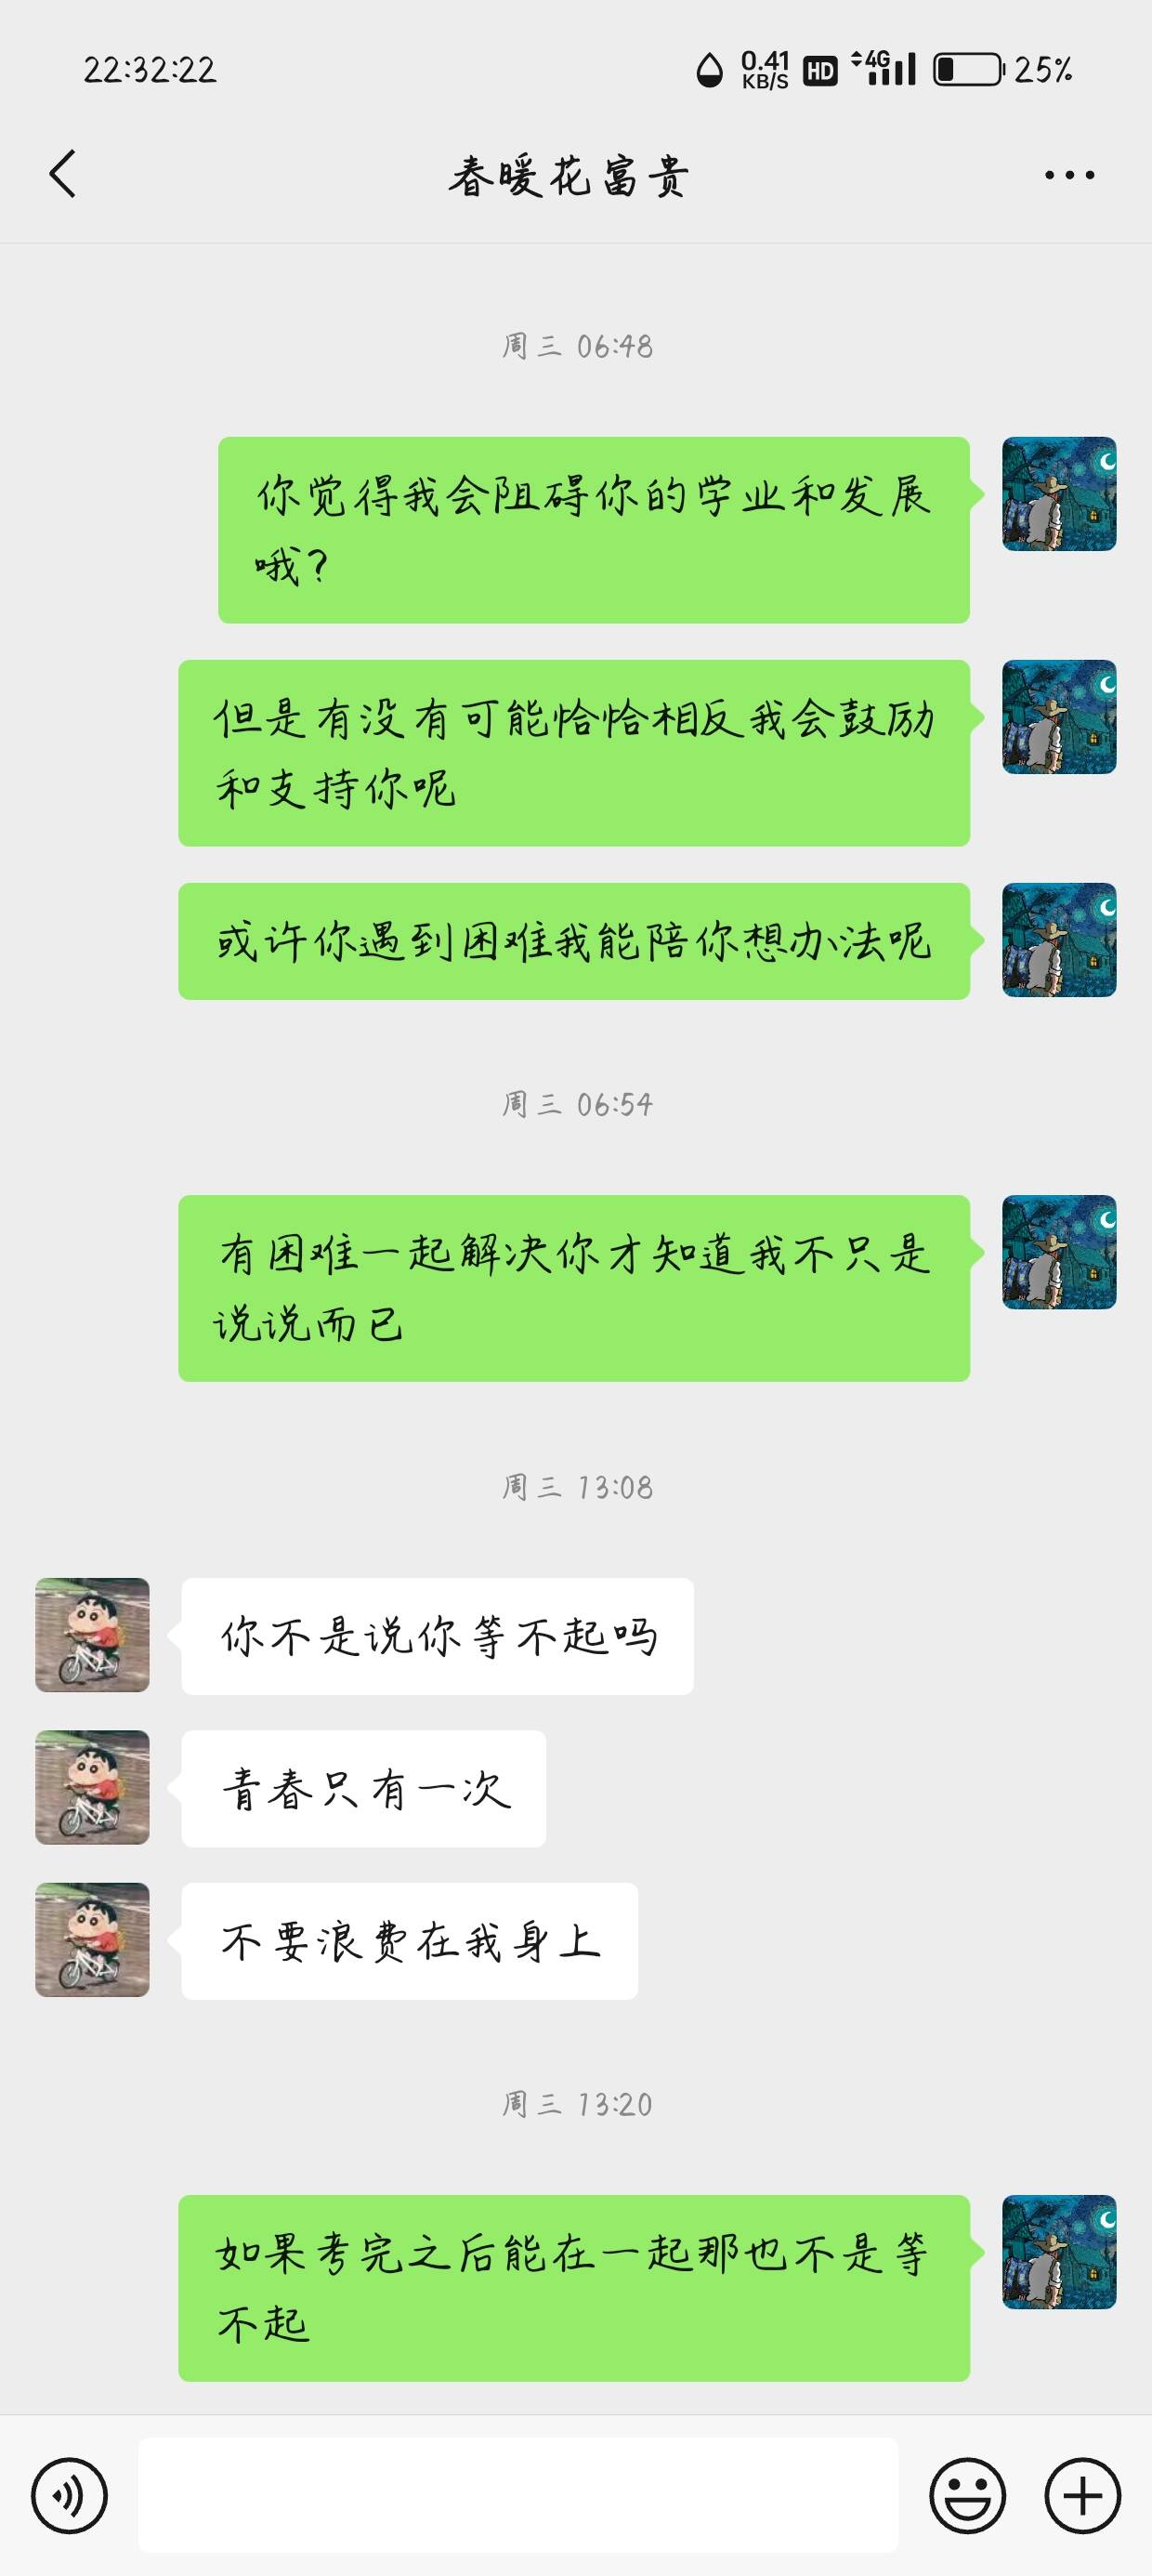 22:32:22
0.41
KB/S
HD
4G
25%
春暖花富贵
周三 06:48
你觉得我会阻碍你的学业和发展
哦?
但是有没有可能恰恰相反我会鼓励
和支持你呢
或许你遇到困难我能陪你想办法呢
周三 06:54
有困难一起解决你才知道我不只是
说说而已
周三 13:08
你不是说你等不起吗
青春只有一次
不要浪费在我身上
周三 13:20
如果考完之后能在一起那也不是等
不起